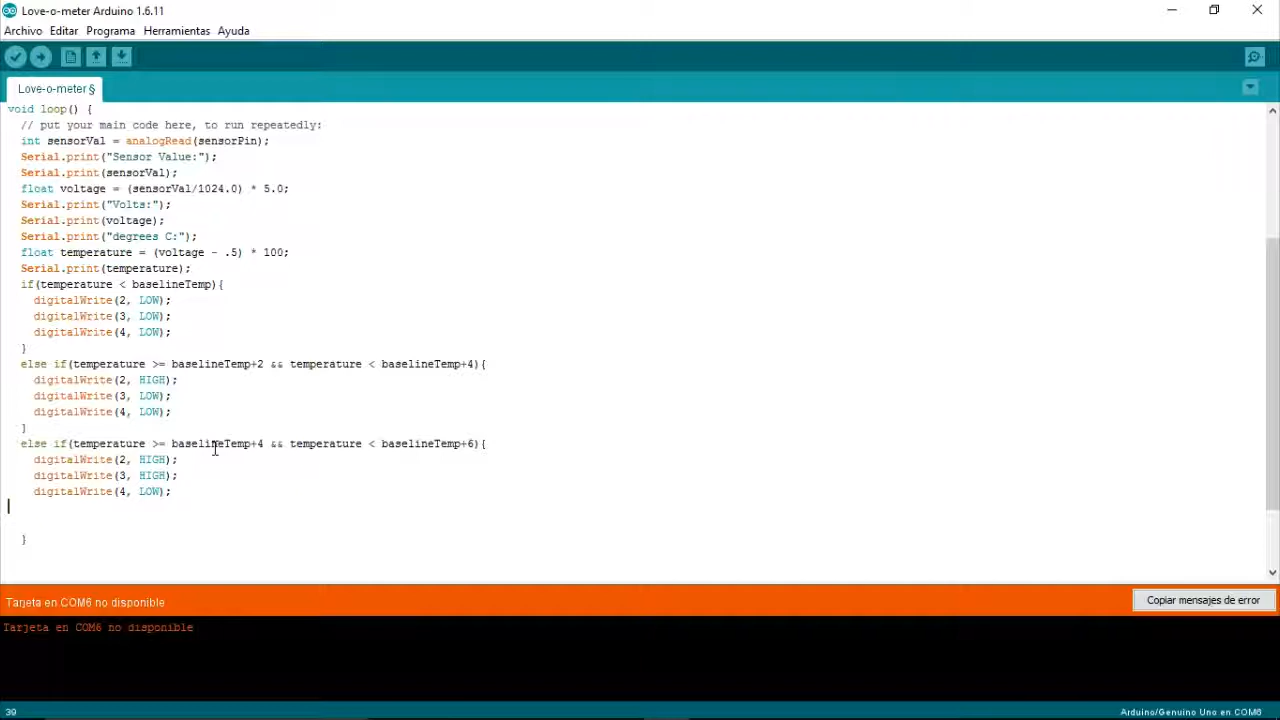 Love-o-meter Arduino 1.6.11
Archivo Editar Programa Herramientas Ayuda
Love-o-meter §
void loop() {
  // put your main code here, to run repeatedly:
  int sensorVal = analogRead(sensorPin);
  Serial.print("Sensor Value:");
  Serial.print(sensorVal);
  float voltage = (sensorVal/1024.0) * 5.0;
  Serial.print("Volts:");
  Serial.print(voltage);
  Serial.print("degrees C:");
  float temperature = (voltage - .5) * 100;
  Serial.print(temperature);
  if(temperature < baselineTemp){
    digitalWrite(2, LOW);
    digitalWrite(3, LOW);
    digitalWrite(4, LOW);
  }
  else if(temperature >= baselineTemp+2 && temperature < baselineTemp+4){
    digitalWrite(2, HIGH);
    digitalWrite(3, LOW);
    digitalWrite(4, LOW);
  }
  else if(temperature >= baselineTemp+4 && temperature < baselineTemp+6){
    digitalWrite(2, HIGH);
    digitalWrite(3, HIGH);
    digitalWrite(4, LOW);
  }
Tarjeta en COM6 no disponible
Copiar mensajes de error
Tarjeta en COM6 no disponible
39
Arduino/Genuino Uno en COM6